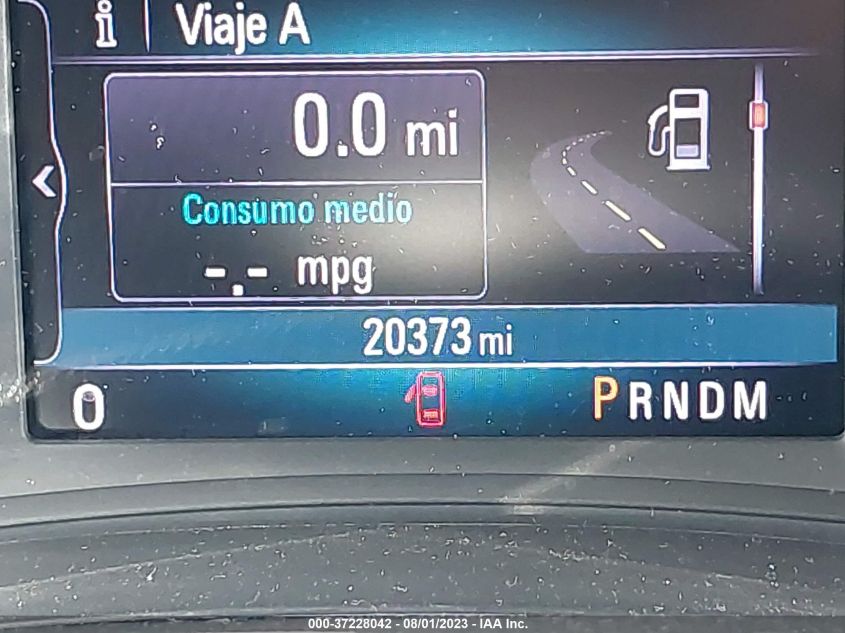 i Viaje A
0.0 mi
Consumo medio
-.- mpg
20373 mi
0 PRNDM
000-37228042 - 08/01/2023 - IAA Inc.